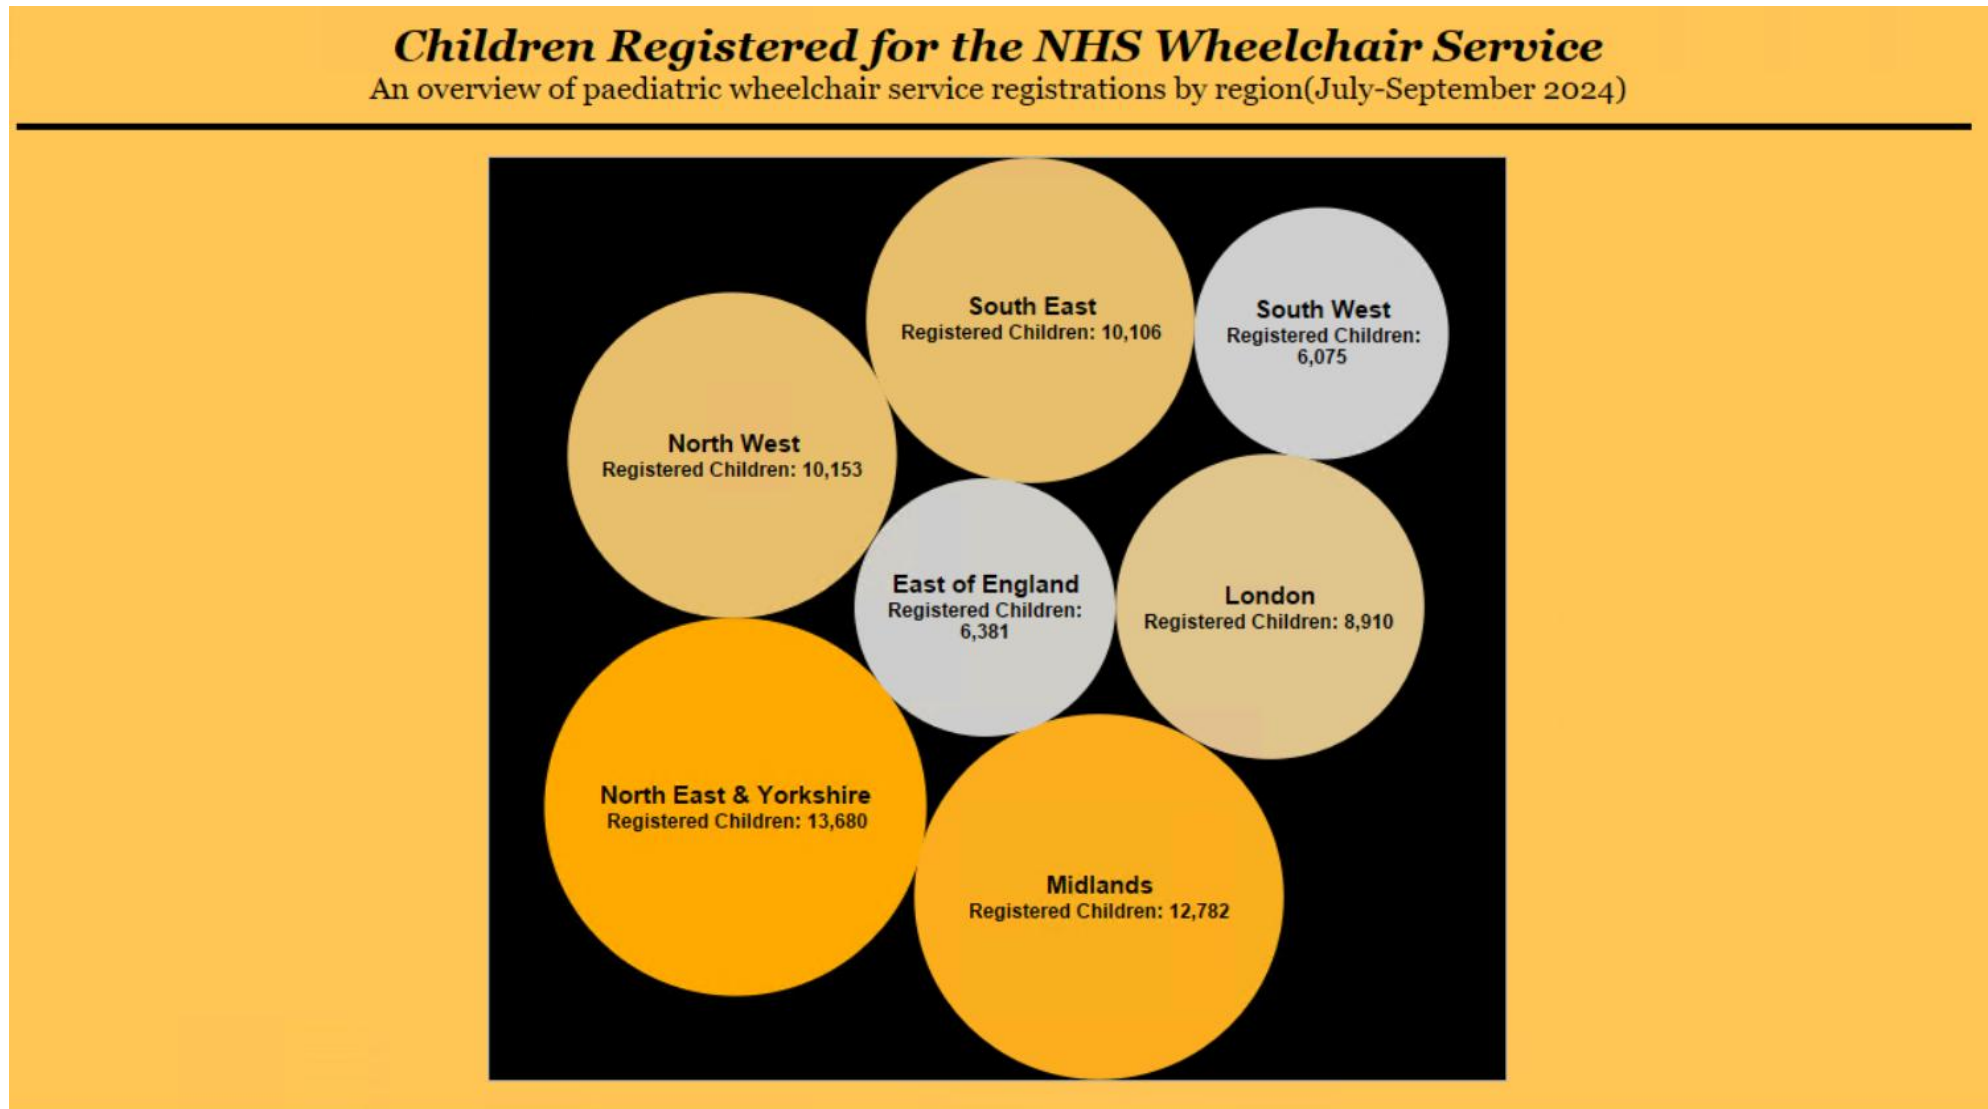 Children Registered for the NHS Wheelchair Service
An overview of paediatric wheelchair service registrations by region(July-September 2024)
South East
Registered Children: 10,106
South West
Registered Children:
6,075
North West
Registered Children: 10,153
East of England
Registered Children:
6,381
London
Registered Children: 8,910
North East & Yorkshire
Registered Children: 13,680
Midlands
Registered Children: 12,782